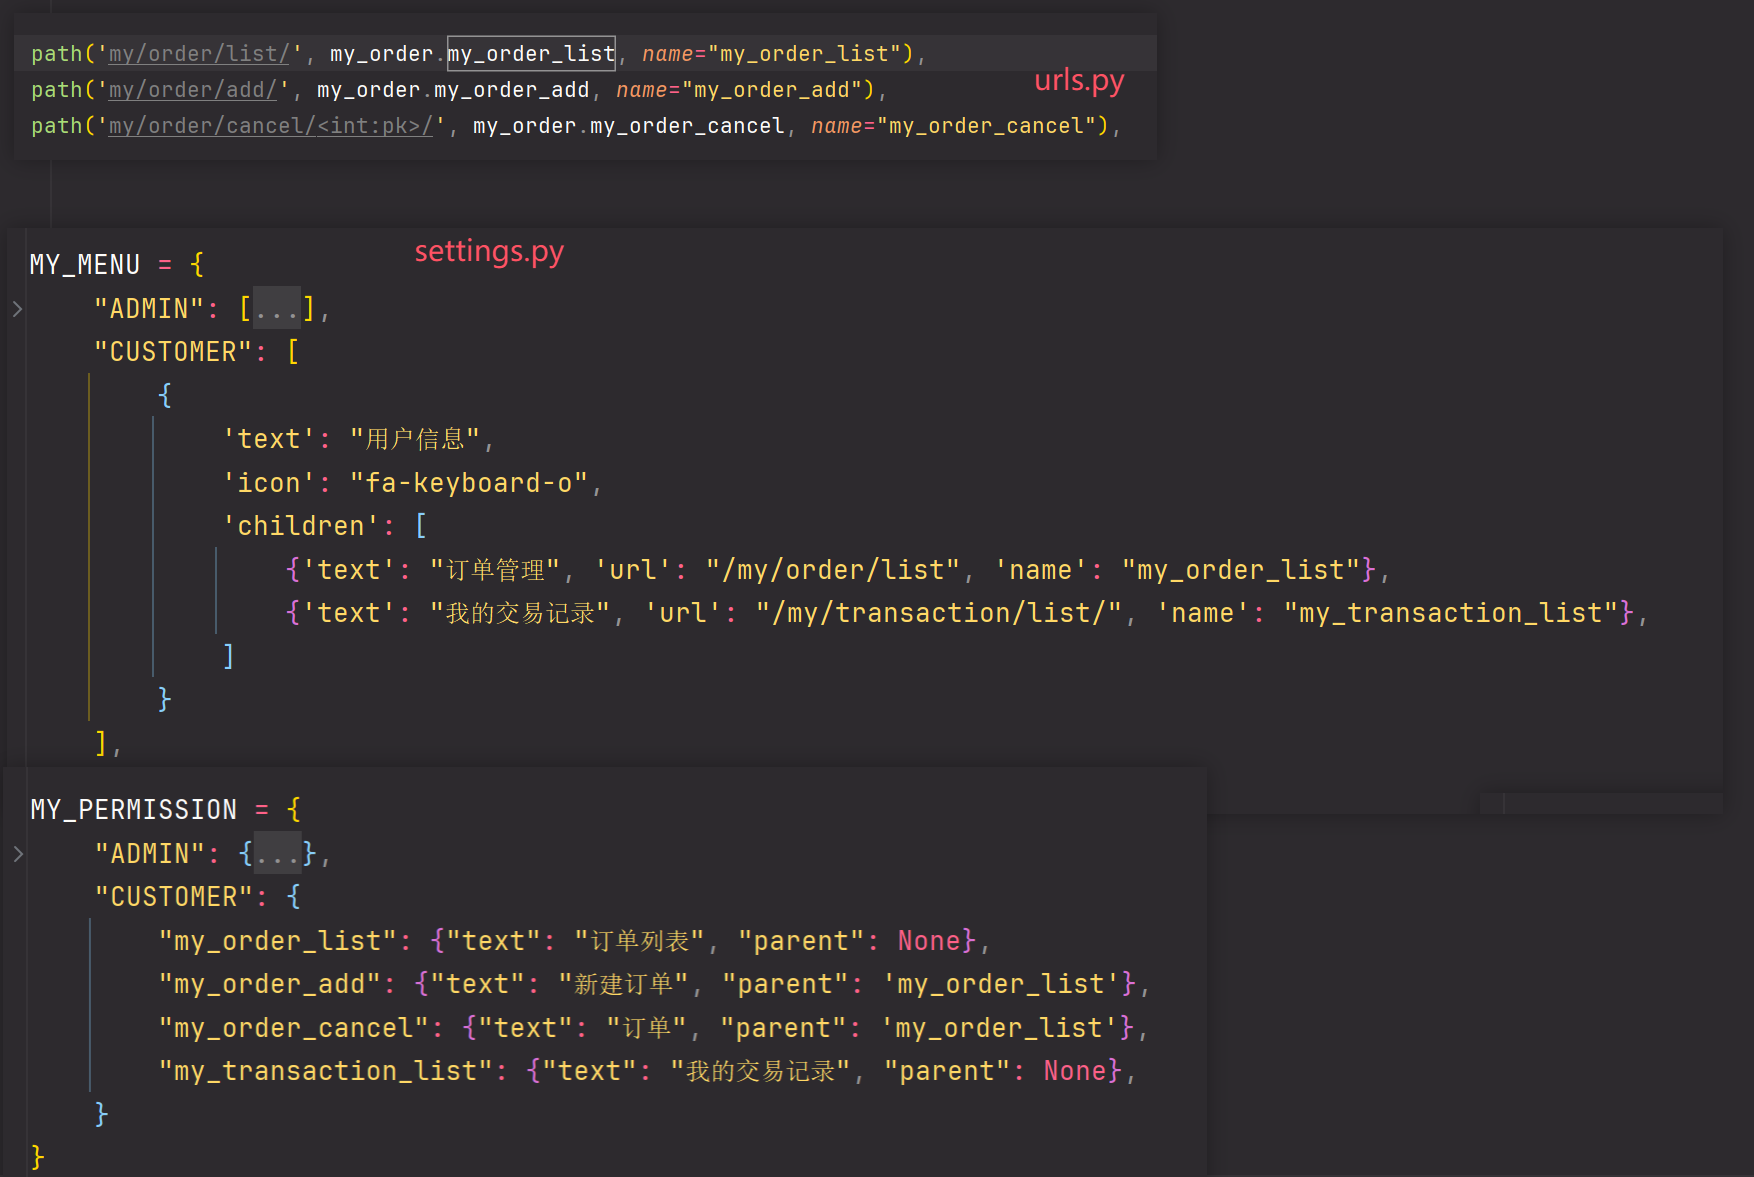 path('my/order/list/', my_order.my_order_list, name="my_order_list"),
path('my/order/add/', my_order.my_order_add, name="my_order_add"),
path('my/order/cancel/<int:pk>/', my_order.my_order_cancel, name="my_order_cancel"),
urls.py
settings.py
MY_MENU = {
    "ADMIN": [...],
    "CUSTOMER": [
        {
            'text': "用户信息",
            'icon': "fa-keyboard-o",
            'children': [
                {'text': "订单管理", 'url': "/my/order/list", 'name': "my_order_list"},
                {'text': "我的交易记录", 'url': "/my/transaction/list/", 'name': "my_transaction_list"},
            ]
        }
    ],
MY_PERMISSION = {
    "ADMIN": {...},
    "CUSTOMER": {
        "my_order_list": {"text": "订单列表", "parent": None},
        "my_order_add": {"text": "新建订单", "parent": 'my_order_list'},
        "my_order_cancel": {"text": "订单", "parent": 'my_order_list'},
        "my_transaction_list": {"text": "我的交易记录", "parent": None},
    }
}